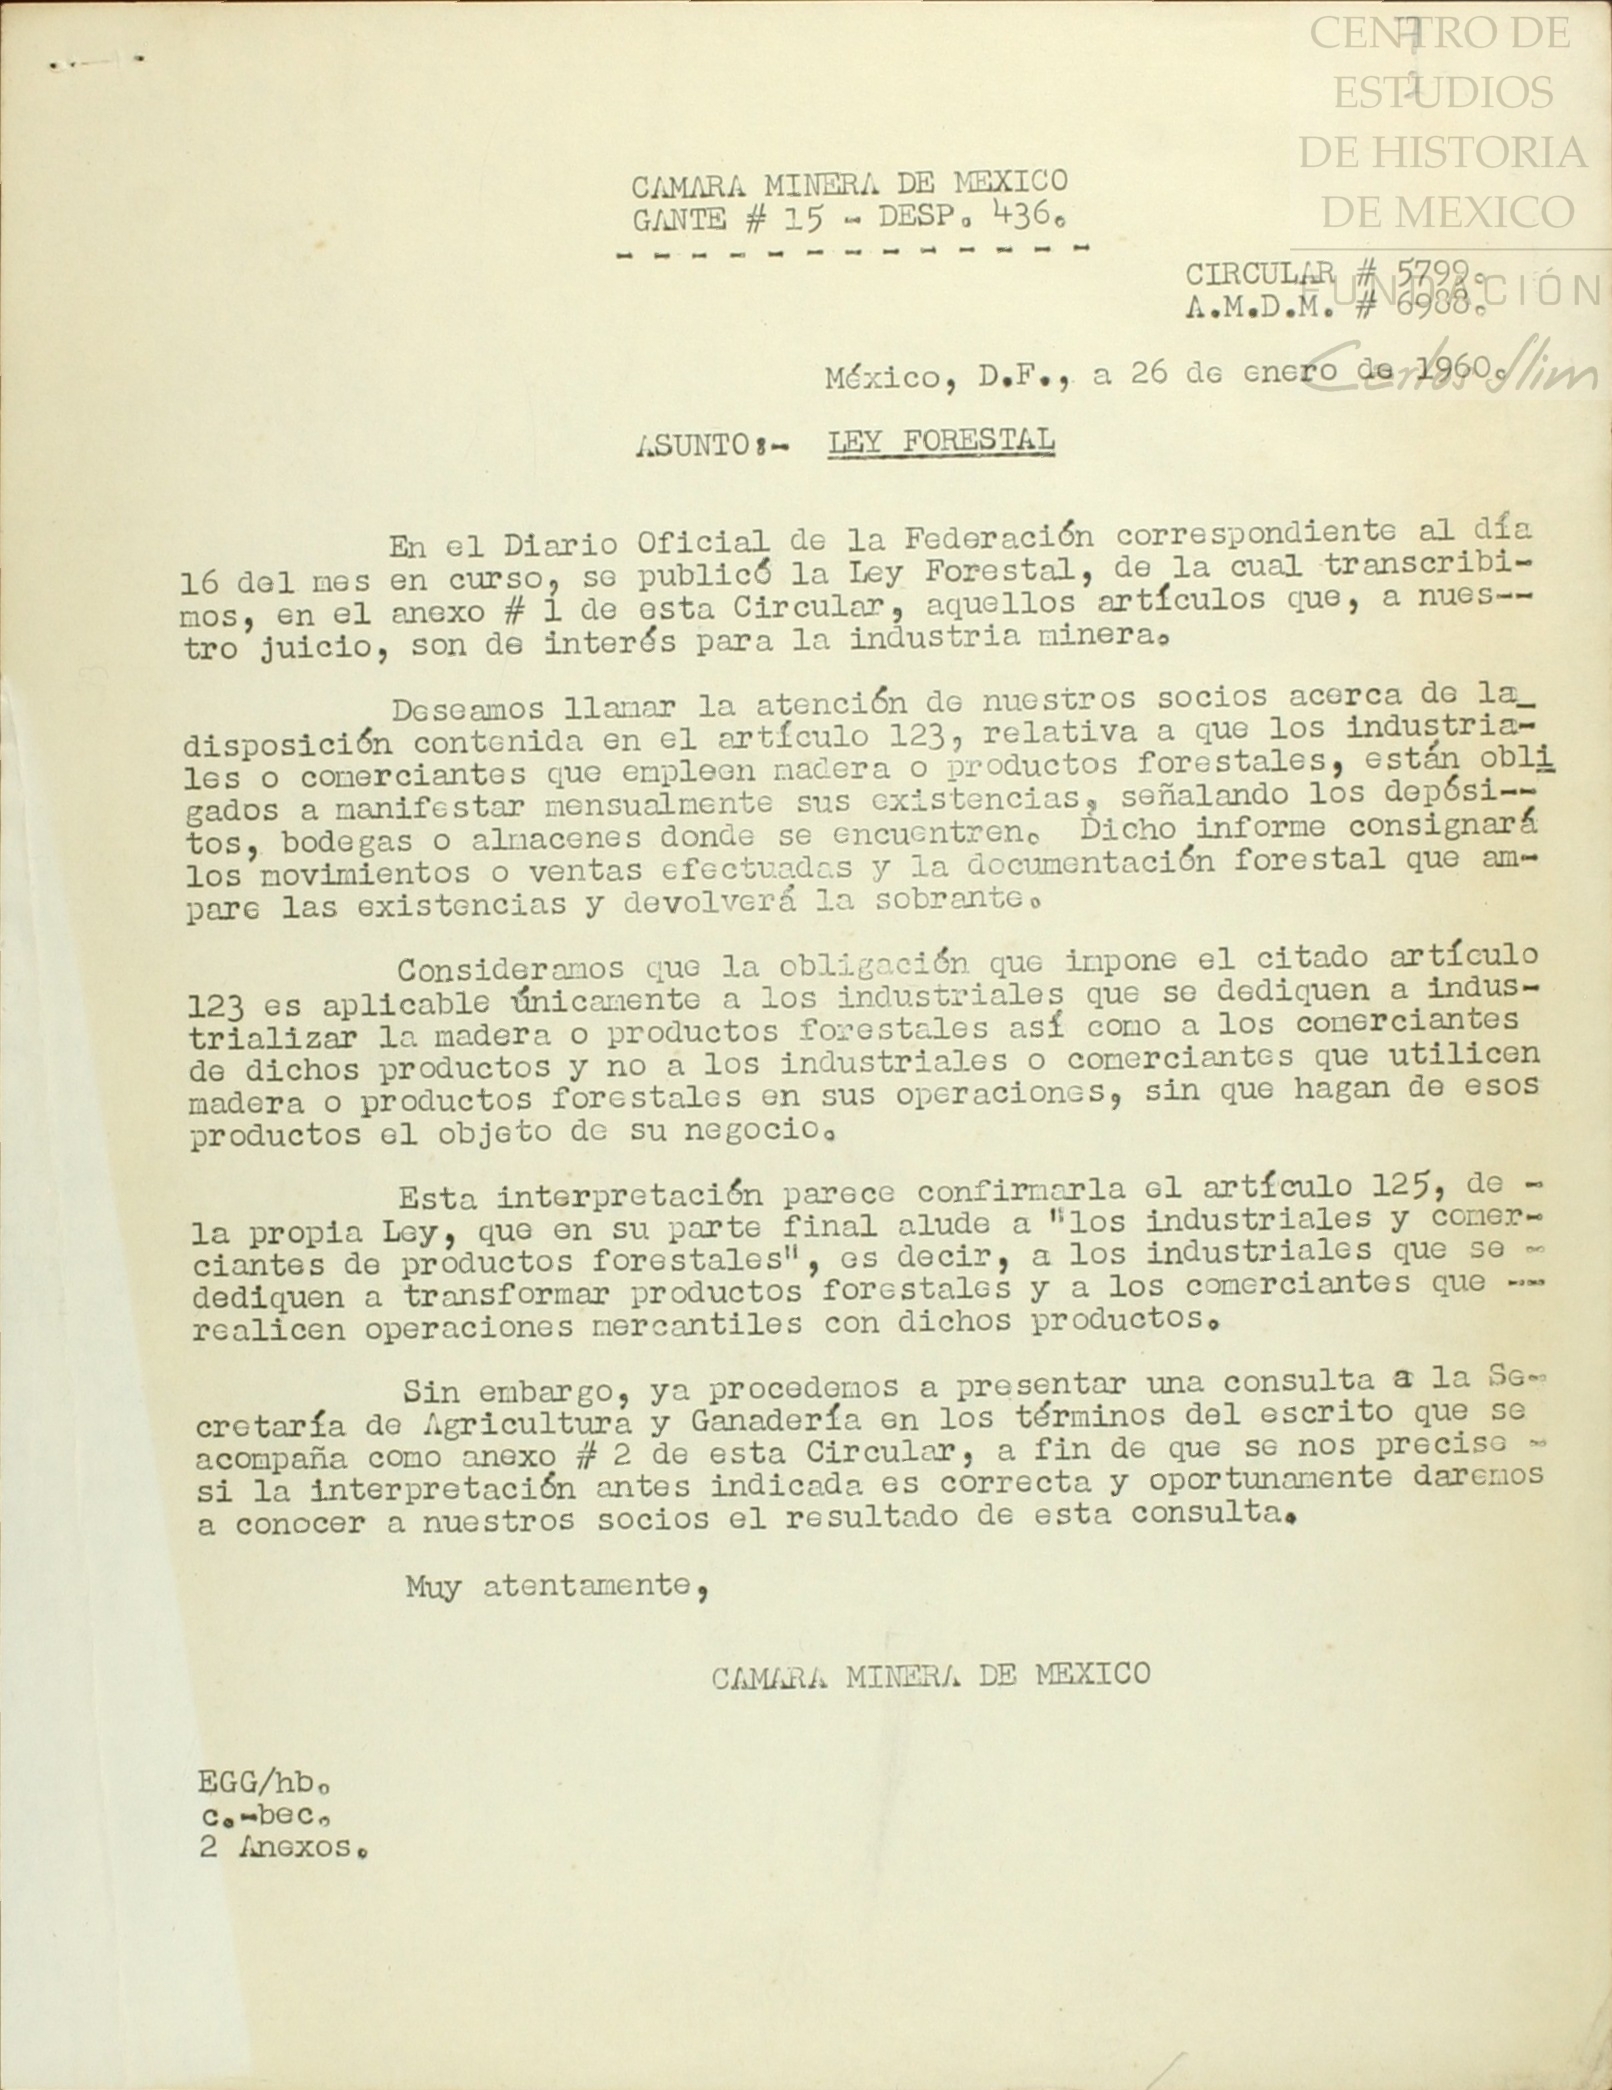 CENTRO DE
ESTUDIOS
DE HISTORIA
DE MEXICO
FUNDACIÓN
Carlos Slim
CAMARA MINERA DE MEXICO
GANTE # 15 - DESP. 436.
- - - - - - - - - - - - -
CIRCULAR # 5799.
A.M.D.M. # 6988.
México, D.F., a 26 de enero de 1960.
ASUNTO:- LEY FORESTAL
En el Diario Oficial de la Federación correspondiente al día
16 del mes en curso, se publicó la Ley Forestal, de la cual transcribi-
mos, en el anexo # 1 de esta Circular, aquellos artículos que, a nues--
tro juicio, son de interés para la industria minera.
Deseamos llamar la atención de nuestros socios acerca de la_
disposición contenida en el artículo 123, relativa a que los industria-
les o comerciantes que empleen madera o productos forestales, están obli
gados a manifestar mensualmente sus existencias, señalando los depósi--
tos, bodegas o almacenes donde se encuentren. Dicho informe consignará
los movimientos o ventas efectuadas y la documentación forestal que am-
pare las existencias y devolverá la sobrante.
Consideramos que la obligación que impone el citado artículo
123 es aplicable únicamente a los industriales que se dediquen a indus-
trializar la madera o productos forestales así como a los comerciantes
de dichos productos y no a los industriales o comerciantes que utilicen
madera o productos forestales en sus operaciones, sin que hagan de esos
productos el objeto de su negocio.
Esta interpretación parece confirmarla el artículo 125, de -
la propia Ley, que en su parte final alude a "los industriales y comer-
ciantes de productos forestales", es decir, a los industriales que se -
dediquen a transformar productos forestales y a los comerciantes que --
realicen operaciones mercantiles con dichos productos.
Sin embargo, ya procedemos a presentar una consulta a la Se-
cretaría de Agricultura y Ganadería en los términos del escrito que se
acompaña como anexo # 2 de esta Circular, a fin de que se nos precise -
si la interpretación antes indicada es correcta y oportunamente daremos
a conocer a nuestros socios el resultado de esta consulta.
Muy atentamente,
CAMARA MINERA DE MEXICO
EGG/hb.
c.-bec.
2 Anexos.